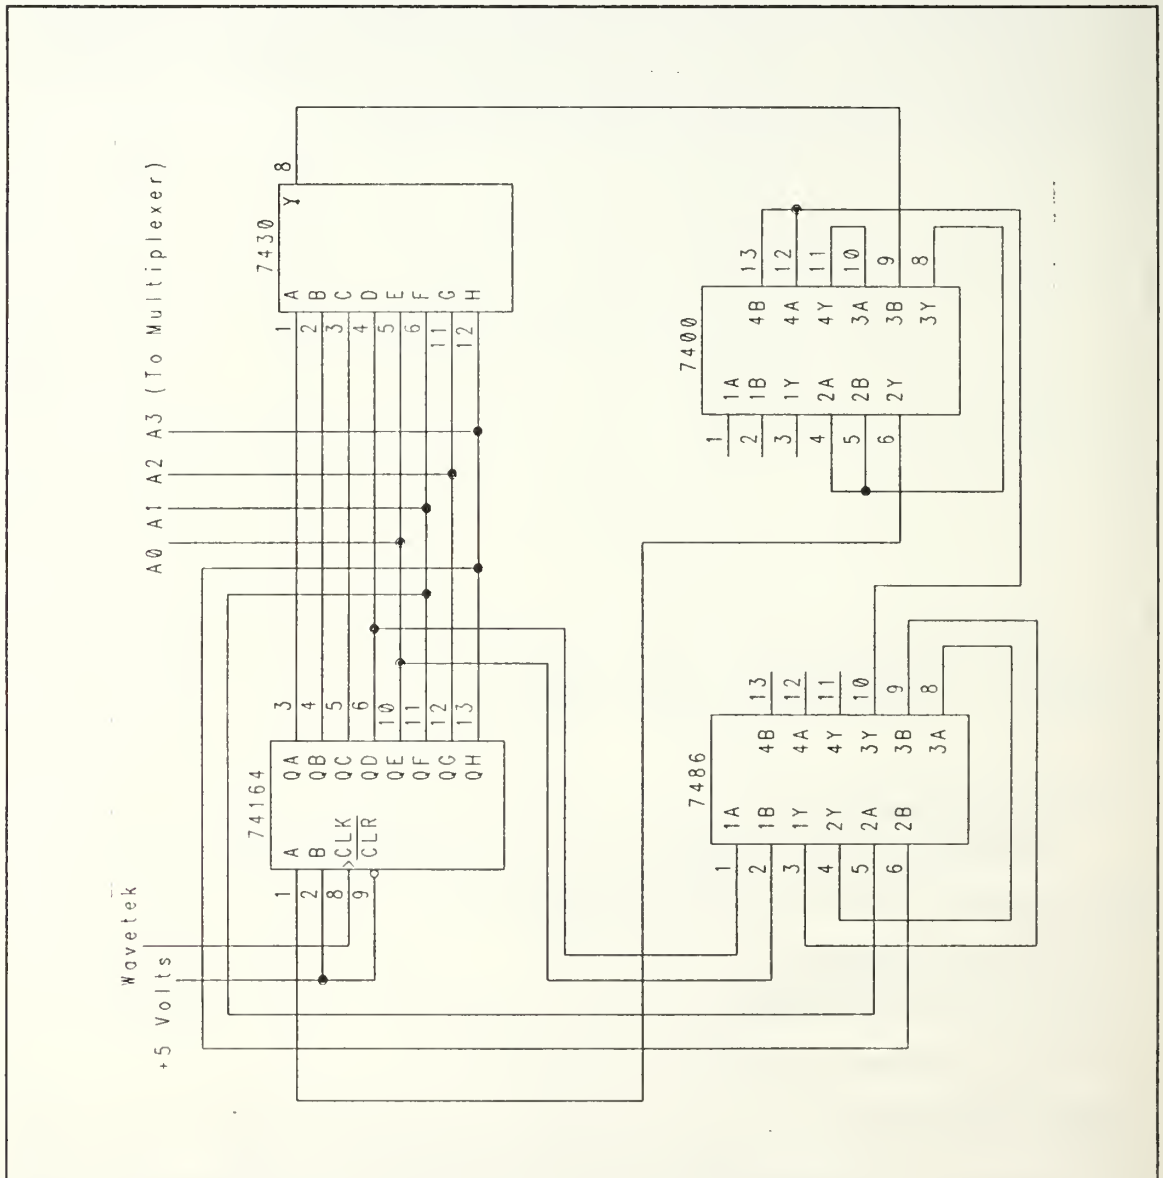 A0 A1 A2 A3 (To Multiplexer)
Wavetek
+5 Volts
74164
A
B
CLK
CLR
1
2
8
9
QA
QB
QC
QD
QE
QF
QG
QH
3
4
5
6
10
11
12
13
7430
A
B
C
D
E
F
G
H
1
2
3
4
5
6
11
12
Y
8
7486
1A
1B
1Y
2Y
2A
2B
1
2
3
4
5
6
4B
4A
4Y
3Y
3B
3A
13
12
11
10
9
8
7400
1A
1B
1Y
2A
2B
2Y
1
2
3
4
5
6
4B
4A
4Y
3A
3B
3Y
13
12
11
10
9
8